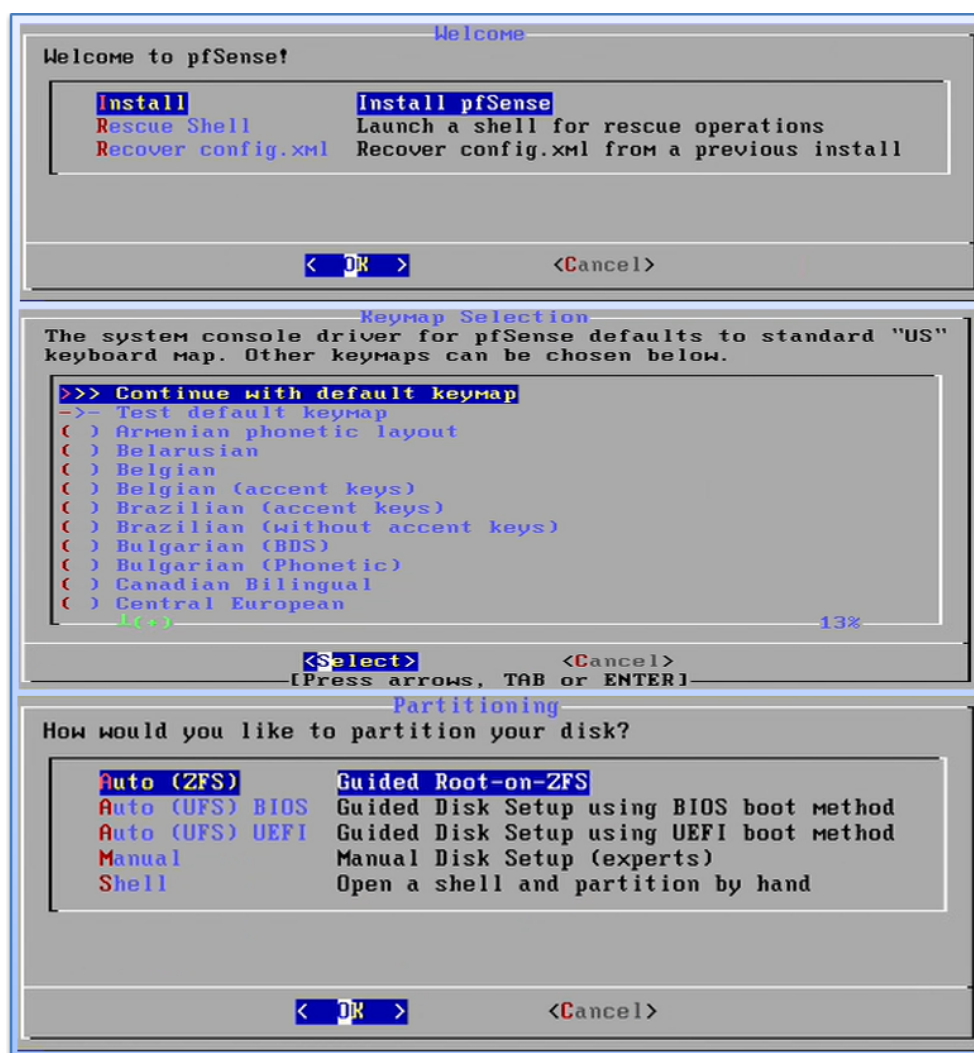 Welcome
Welcome to pfSense!
Install Install pfSense
Rescue Shell Launch a shell for rescue operations
Recover config.xml Recover config.xml from a previous install
< OK > <Cancel>
Keymap Selection
The system console driver for pfSense defaults to standard "US"
keyboard map. Other keymaps can be chosen below.
>>> Continue with default keymap
->- Test default keymap
( ) Armenian phonetic layout
( ) Belarusian
( ) Belgian
( ) Belgian (accent keys)
( ) Brazilian (accent keys)
( ) Brazilian (without accent keys)
( ) Bulgarian (BDS)
( ) Bulgarian (Phonetic)
( ) Canadian Bilingual
( ) Central European
┴(+) 13%
<Select> <Cancel>
[Press arrows, TAB or ENTER]
Partitioning
How would you like to partition your disk?
Auto (ZFS) Guided Root-on-ZFS
Auto (UFS) BIOS Guided Disk Setup using BIOS boot method
Auto (UFS) UEFI Guided Disk Setup using UEFI boot method
Manual Manual Disk Setup (experts)
Shell Open a shell and partition by hand
< OK > <Cancel>